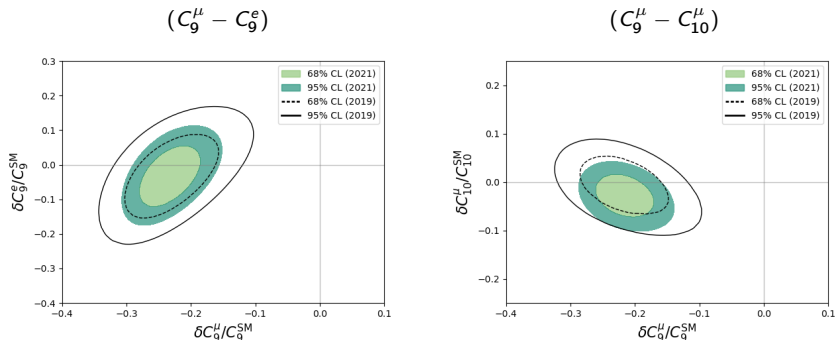 (C₉^μ − C₉^e)
0.3
0.2
0.1
0.0
−0.1
−0.2
−0.3
−0.4
δC₉^e/C₉^SM
68% CL (2021)
95% CL (2021)
68% CL (2019)
95% CL (2019)
−0.4
−0.3
−0.2
−0.1
0.0
0.1
δC₉^μ/C₉^SM
(C₉^μ − C₁₀^μ)
0.2
0.1
0.0
−0.1
−0.2
δC₁₀^μ/C₁₀^SM
68% CL (2021)
95% CL (2021)
68% CL (2019)
95% CL (2019)
−0.4
−0.3
−0.2
−0.1
0.0
0.1
δC₉^μ/C₉^SM